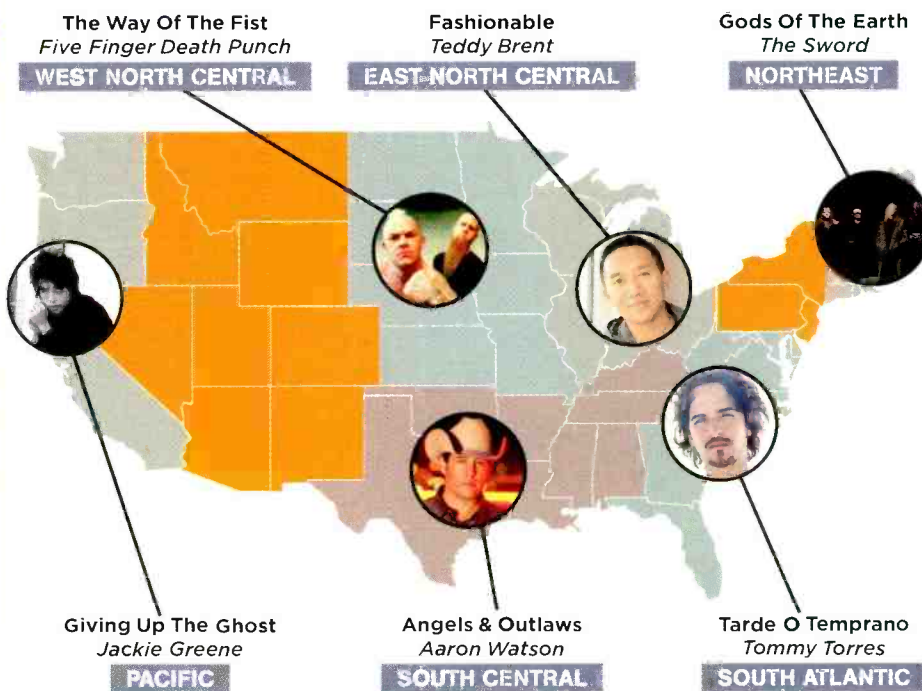 The Way Of The Fist
Five Finger Death Punch
WEST NORTH CENTRAL
Fashionable
Teddy Brent
EAST NORTH CENTRAL
Gods Of The Earth
The Sword
NORTHEAST
Giving Up The Ghost
Jackie Greene
PACIFIC
Angels & Outlaws
Aaron Watson
SOUTH CENTRAL
Tarde O Temprano
Tommy Torres
SOUTH ATLANTIC